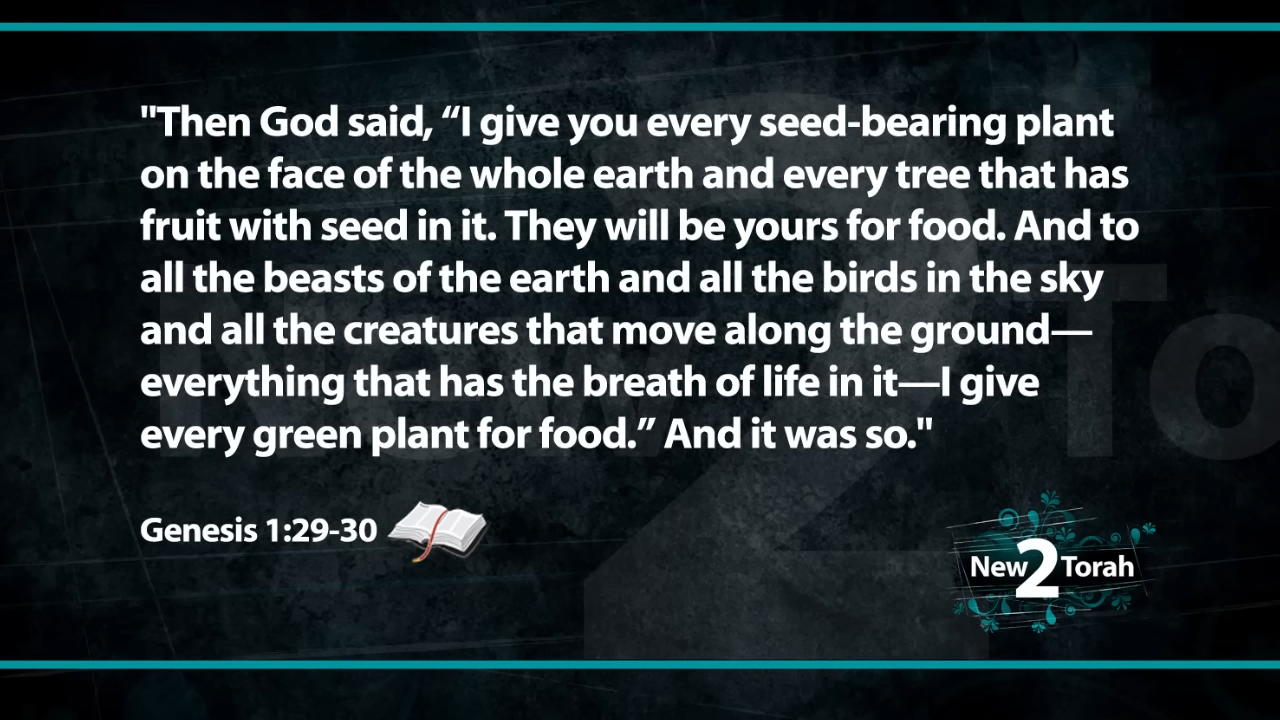 "Then God said, “I give you every seed-bearing plant
on the face of the whole earth and every tree that has
fruit with seed in it. They will be yours for food. And to
all the beasts of the earth and all the birds in the sky
and all the creatures that move along the ground—
everything that has the breath of life in it—I give
every green plant for food.” And it was so."
Genesis 1:29-30
New2Torah
New 2 To